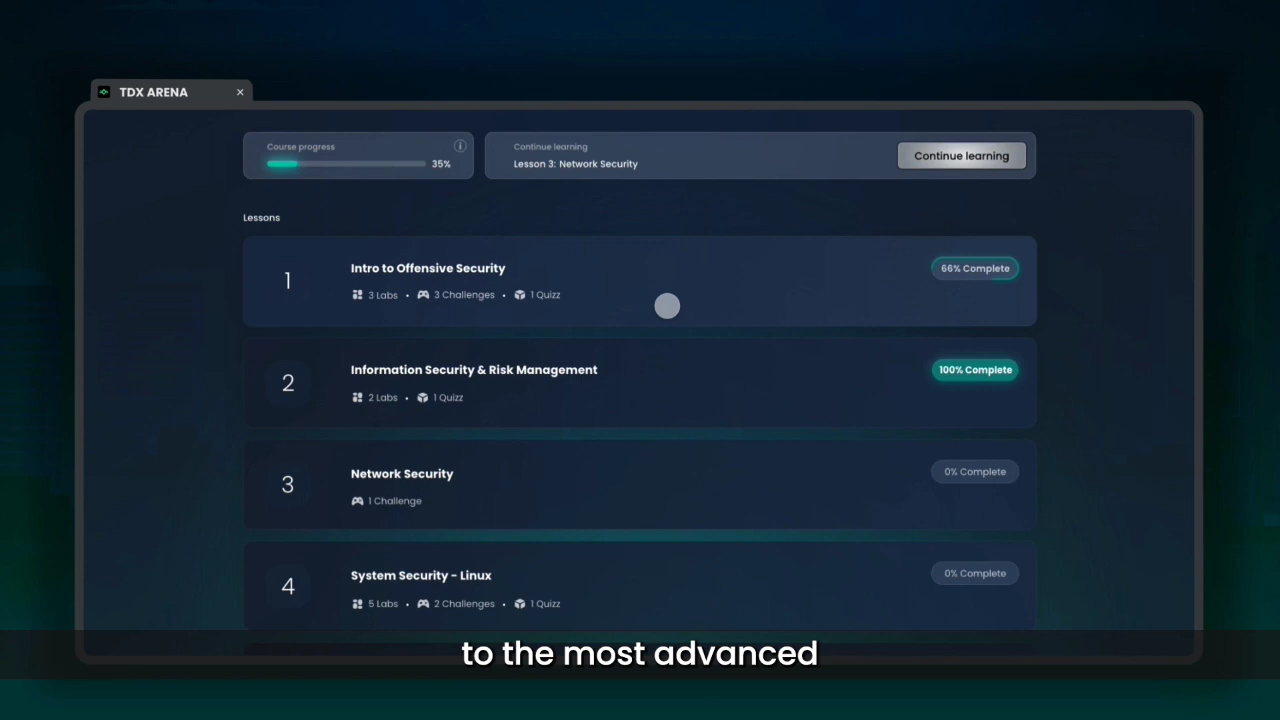 TDX ARENA
Course progress
35%
Continue learning
Lesson 3: Network Security
Continue learning
Lessons
1
Intro to Offensive Security
66% Complete
3 Labs • 3 Challenges • 1 Quizz
2
Information Security & Risk Management
100% Complete
2 Labs • 1 Quizz
3
Network Security
0% Complete
1 Challenge
4
System Security - Linux
0% Complete
5 Labs • 2 Challenges • 1 Quizz
to the most advanced